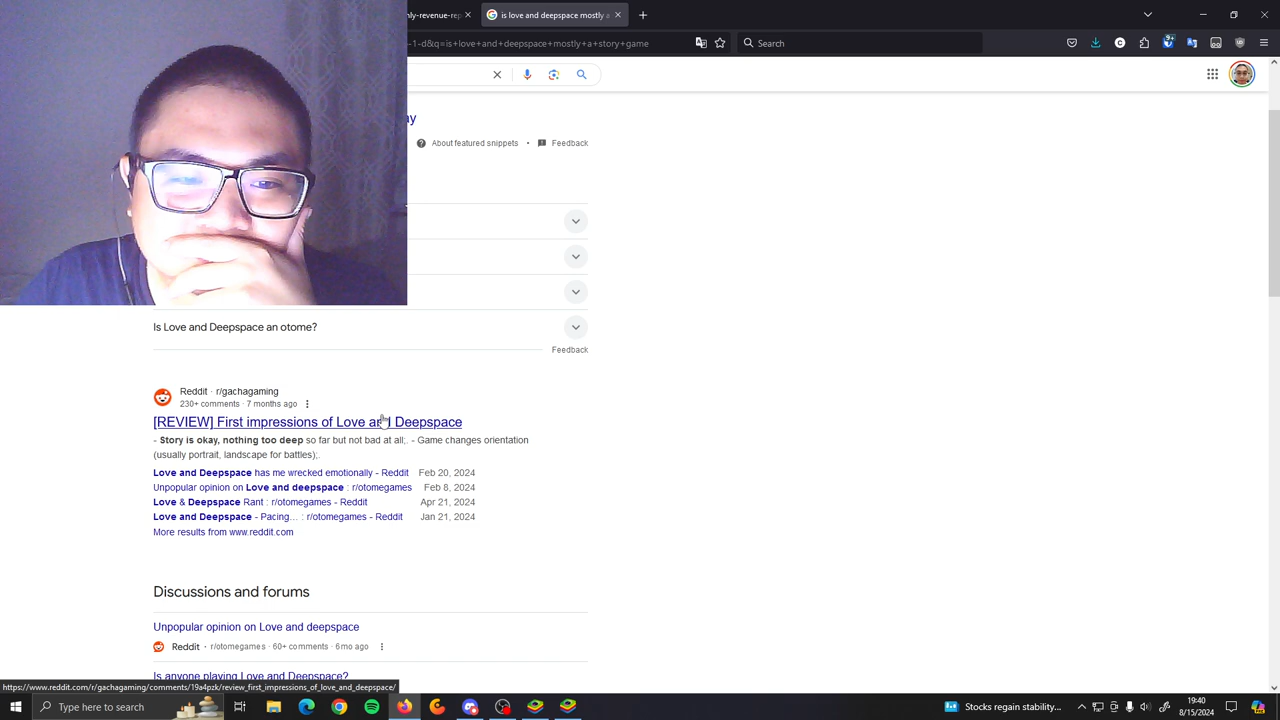 nly-revenue-rep
is love and deepspace mostly a
-1-d&q=is+love+and+deepspace+mostly+a+story+game
Search
ay
About featured snippets
•
Feedback
Is Love and Deepspace an otome?
Feedback
Reddit · r/gachagaming
230+ comments · 7 months ago
[REVIEW] First impressions of Love and Deepspace
- Story is okay, nothing too deep so far but not bad at all;. - Game changes orientation
(usually portrait, landscape for battles);.
Love and Deepspace has me wrecked emotionally - Reddit Feb 20, 2024
Unpopular opinion on Love and deepspace : r/otomegames Feb 8, 2024
Love & Deepspace Rant : r/otomegames - Reddit Apr 21, 2024
Love and Deepspace - Pacing... : r/otomegames - Reddit Jan 21, 2024
More results from www.reddit.com
Discussions and forums
Unpopular opinion on Love and deepspace
Reddit · r/otomegames · 60+ comments · 6 mo ago
Is anyone playing Love and Deepspace?
https://www.reddit.com/r/gachagaming/comments/19a4pzk/review_first_impressions_of_love_and_deepspace/
Type here to search
Stocks regain stability...
19:40
8/15/2024